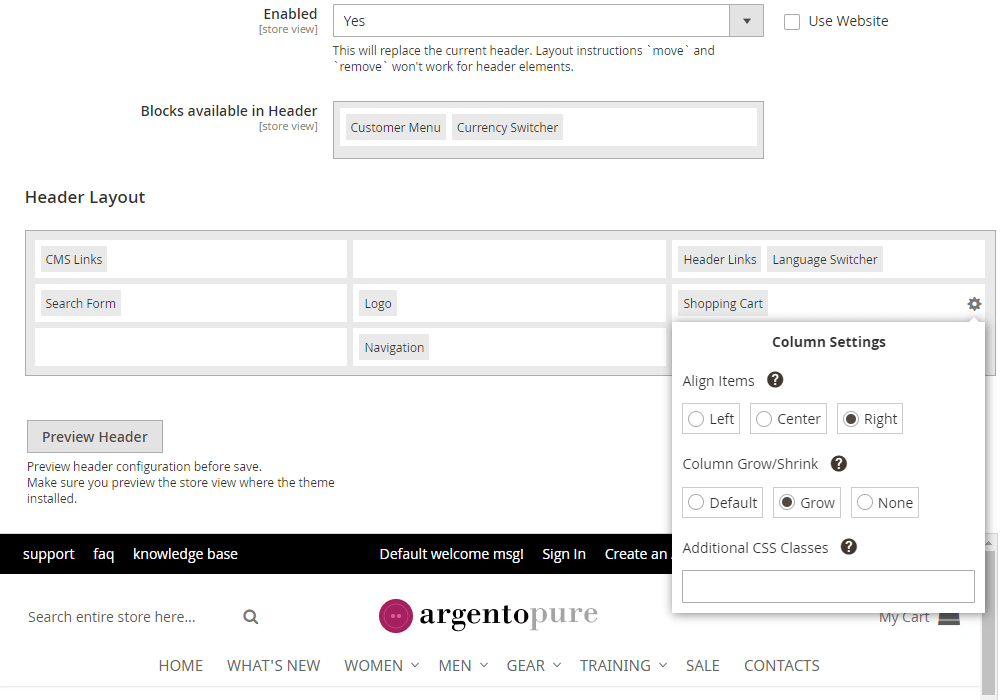 Enabled
[store view]
Yes
Use Website
This will replace the current header. Layout instructions `move` and
`remove` won't work for header elements.
Blocks available in Header
[store view]
Customer Menu Currency Switcher
Header Layout
CMS Links Header Links Language Switcher
Search Form Logo Shopping Cart
Navigation
Column Settings
Align Items ?
Left Center Right
Column Grow/Shrink ?
Default Grow None
Additional CSS Classes ?
Preview Header
Preview header configuration before save.
Make sure you preview the store view where the theme
installed.
support faq knowledge base Default welcome msg! Sign In Create an
Search entire store here... argentopure My Cart
HOME WHAT'S NEW WOMEN MEN GEAR TRAINING SALE CONTACTS